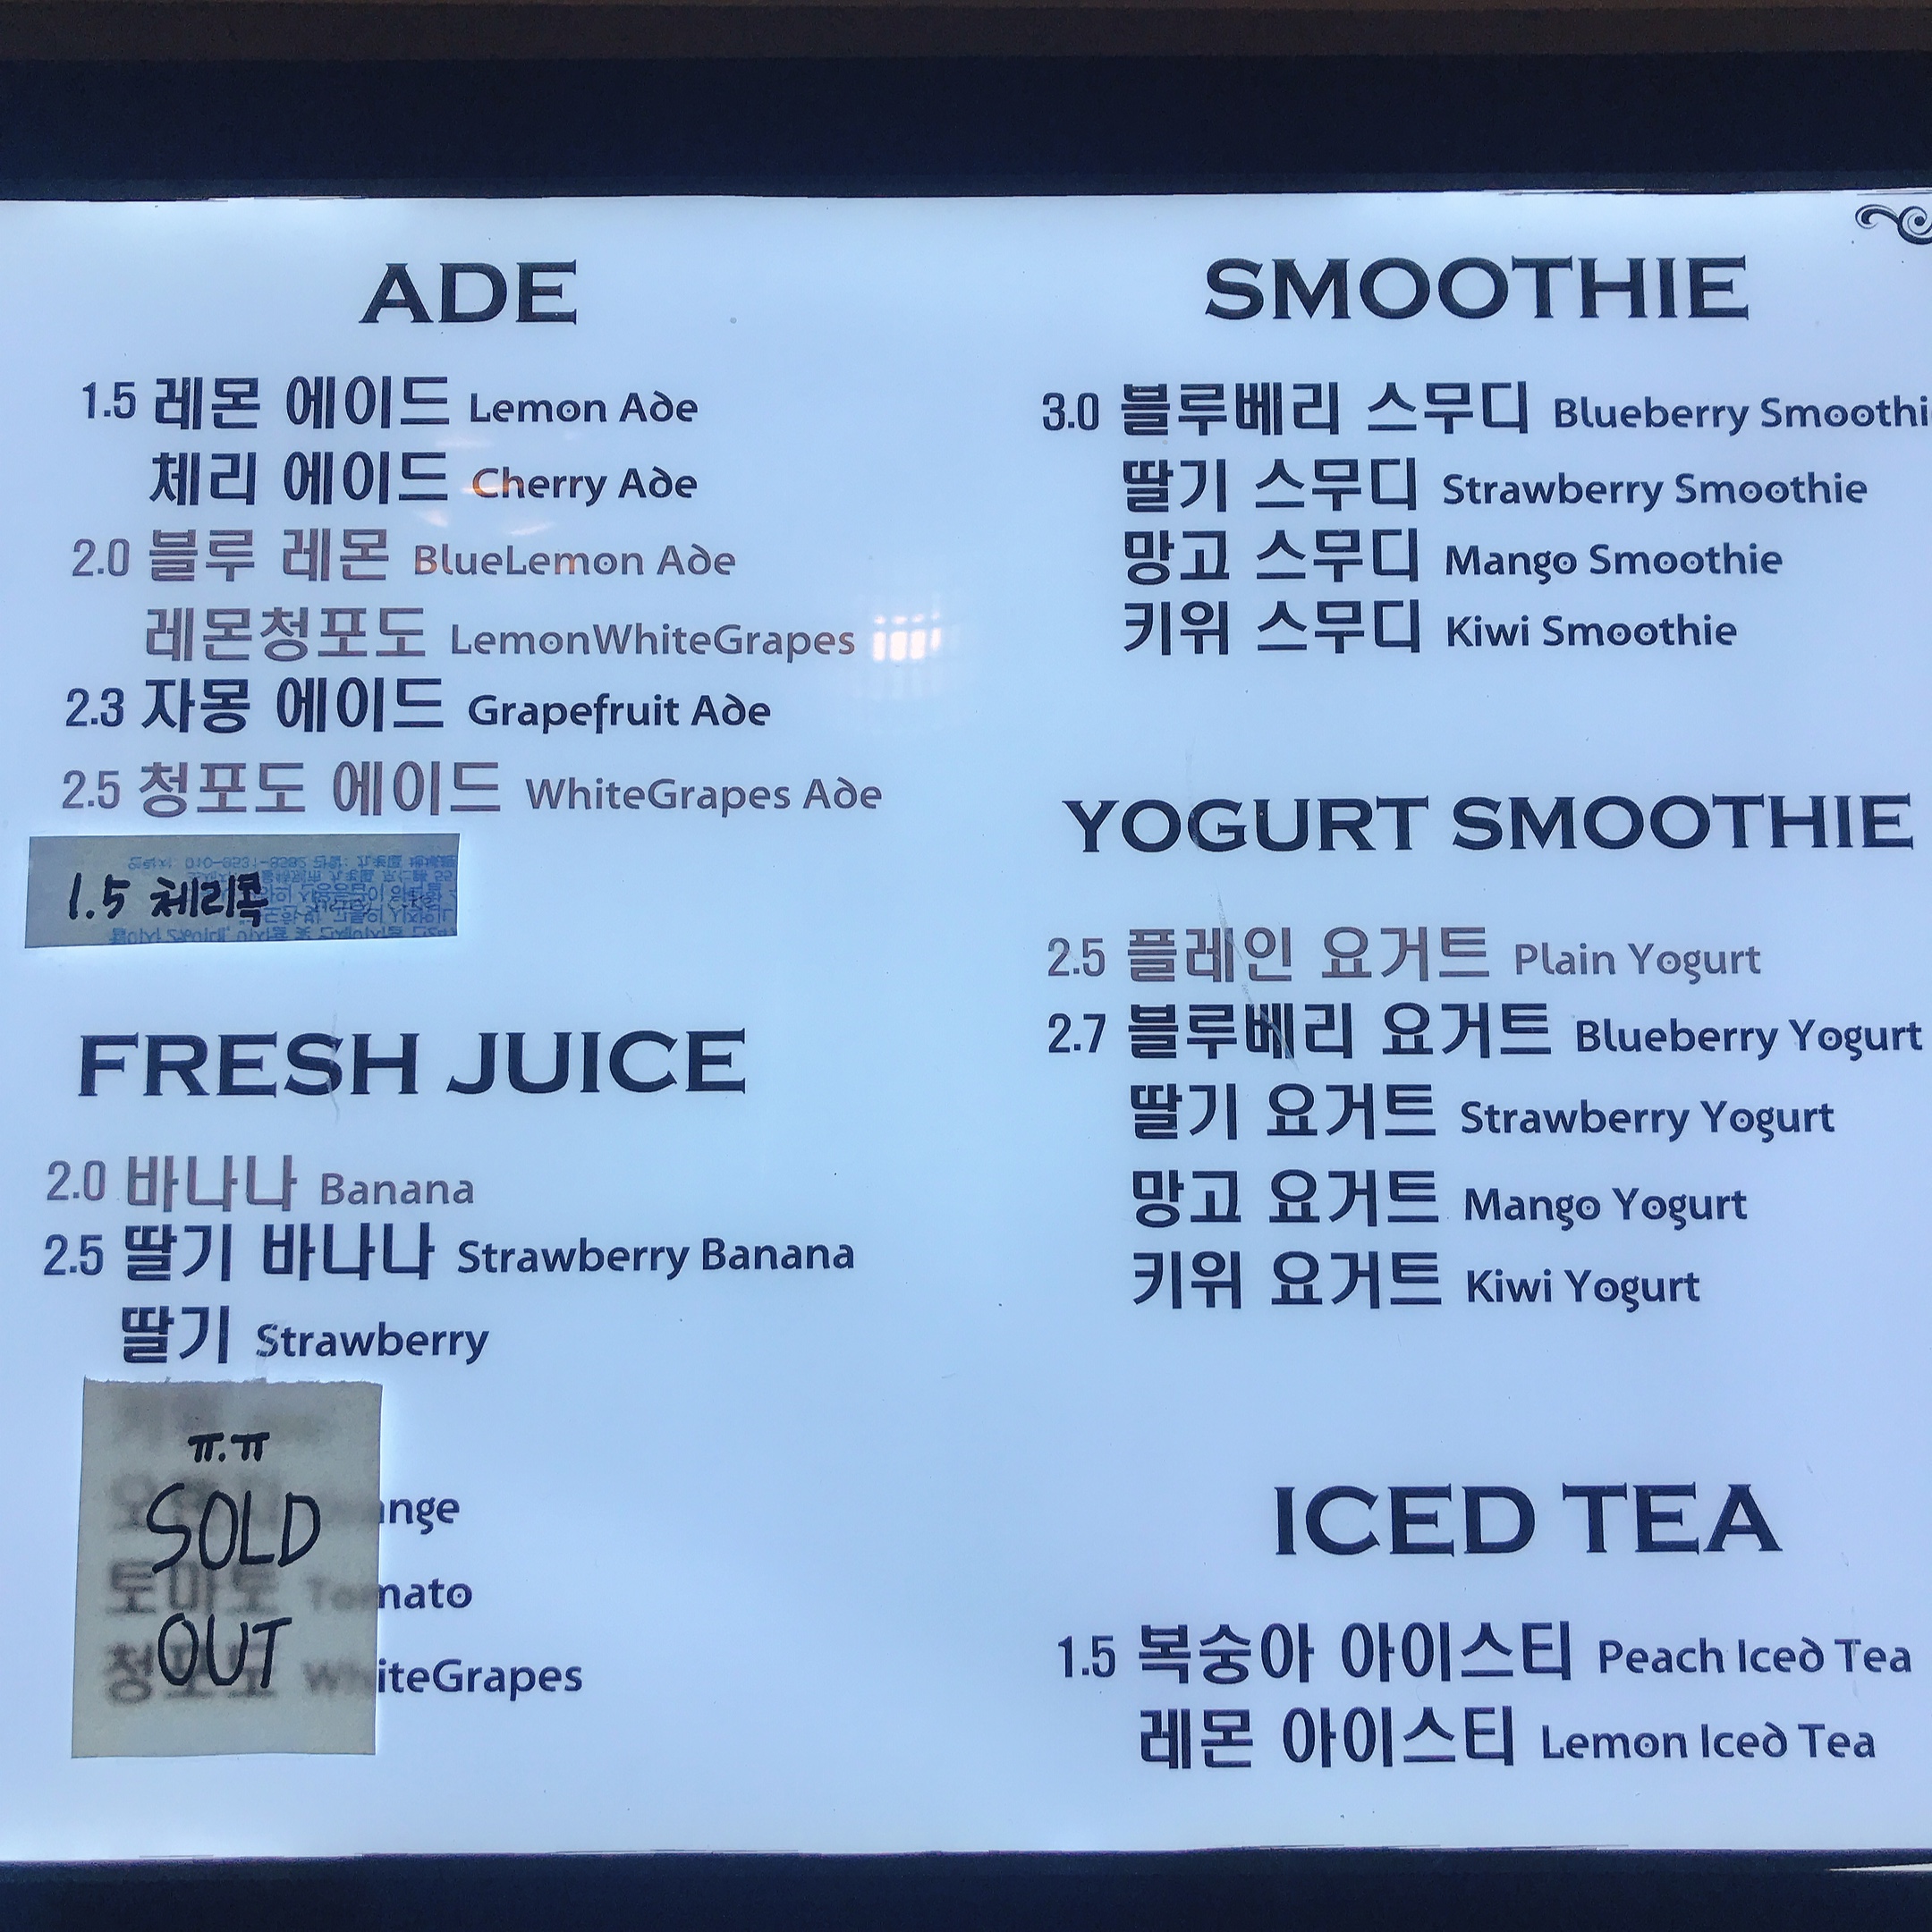 ADE
1.5 레몬 에이드 Lemon Ade
체리 에이드 Cherry Ade
2.0 블루 레몬 BlueLemon Ade
레몬청포도 LemonWhiteGrapes
2.3 자몽 에이드 Grapefruit Ade
2.5 청포도 에이드 WhiteGrapes Ade
1.5 체리콕
FRESH JUICE
2.0 바나나 Banana
2.5 딸기 바나나 Strawberry Banana
딸기 Strawberry
ㅠ.ㅠ
SOLD
OUT
nge
토마토 Tomato
청포도 WhiteGrapes
SMOOTHIE
3.0 블루베리 스무디 Blueberry Smoothi
딸기 스무디 Strawberry Smoothie
망고 스무디 Mango Smoothie
키위 스무디 Kiwi Smoothie
YOGURT SMOOTHIE
2.5 플레인 요거트 Plain Yogurt
2.7 블루베리 요거트 Blueberry Yogurt
딸기 요거트 Strawberry Yogurt
망고 요거트 Mango Yogurt
키위 요거트 Kiwi Yogurt
ICED TEA
1.5 복숭아 아이스티 Peach Iced Tea
레몬 아이스티 Lemon Iced Tea